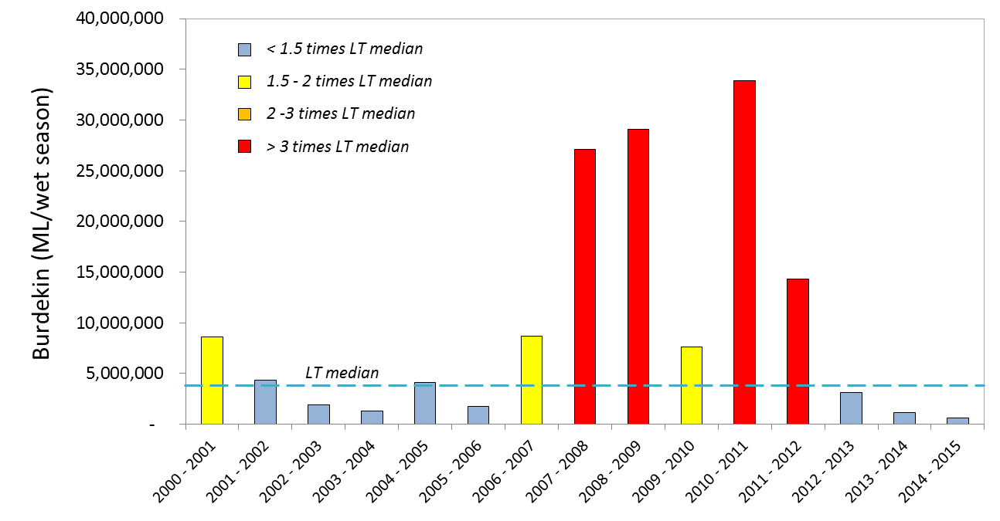 40,000,000
35,000,000
30,000,000
25,000,000
20,000,000
15,000,000
10,000,000
5,000,000
-
Burdekin (ML/wet season)
< 1.5 times LT median
1.5 - 2 times LT median
2 -3 times LT median
> 3 times LT median
LT median
2000 - 2001
2001 - 2002
2002 - 2003
2003 - 2004
2004 - 2005
2005 - 2006
2006 - 2007
2007 - 2008
2008 - 2009
2009 - 2010
2010 - 2011
2011 - 2012
2012 - 2013
2013 - 2014
2014 - 2015